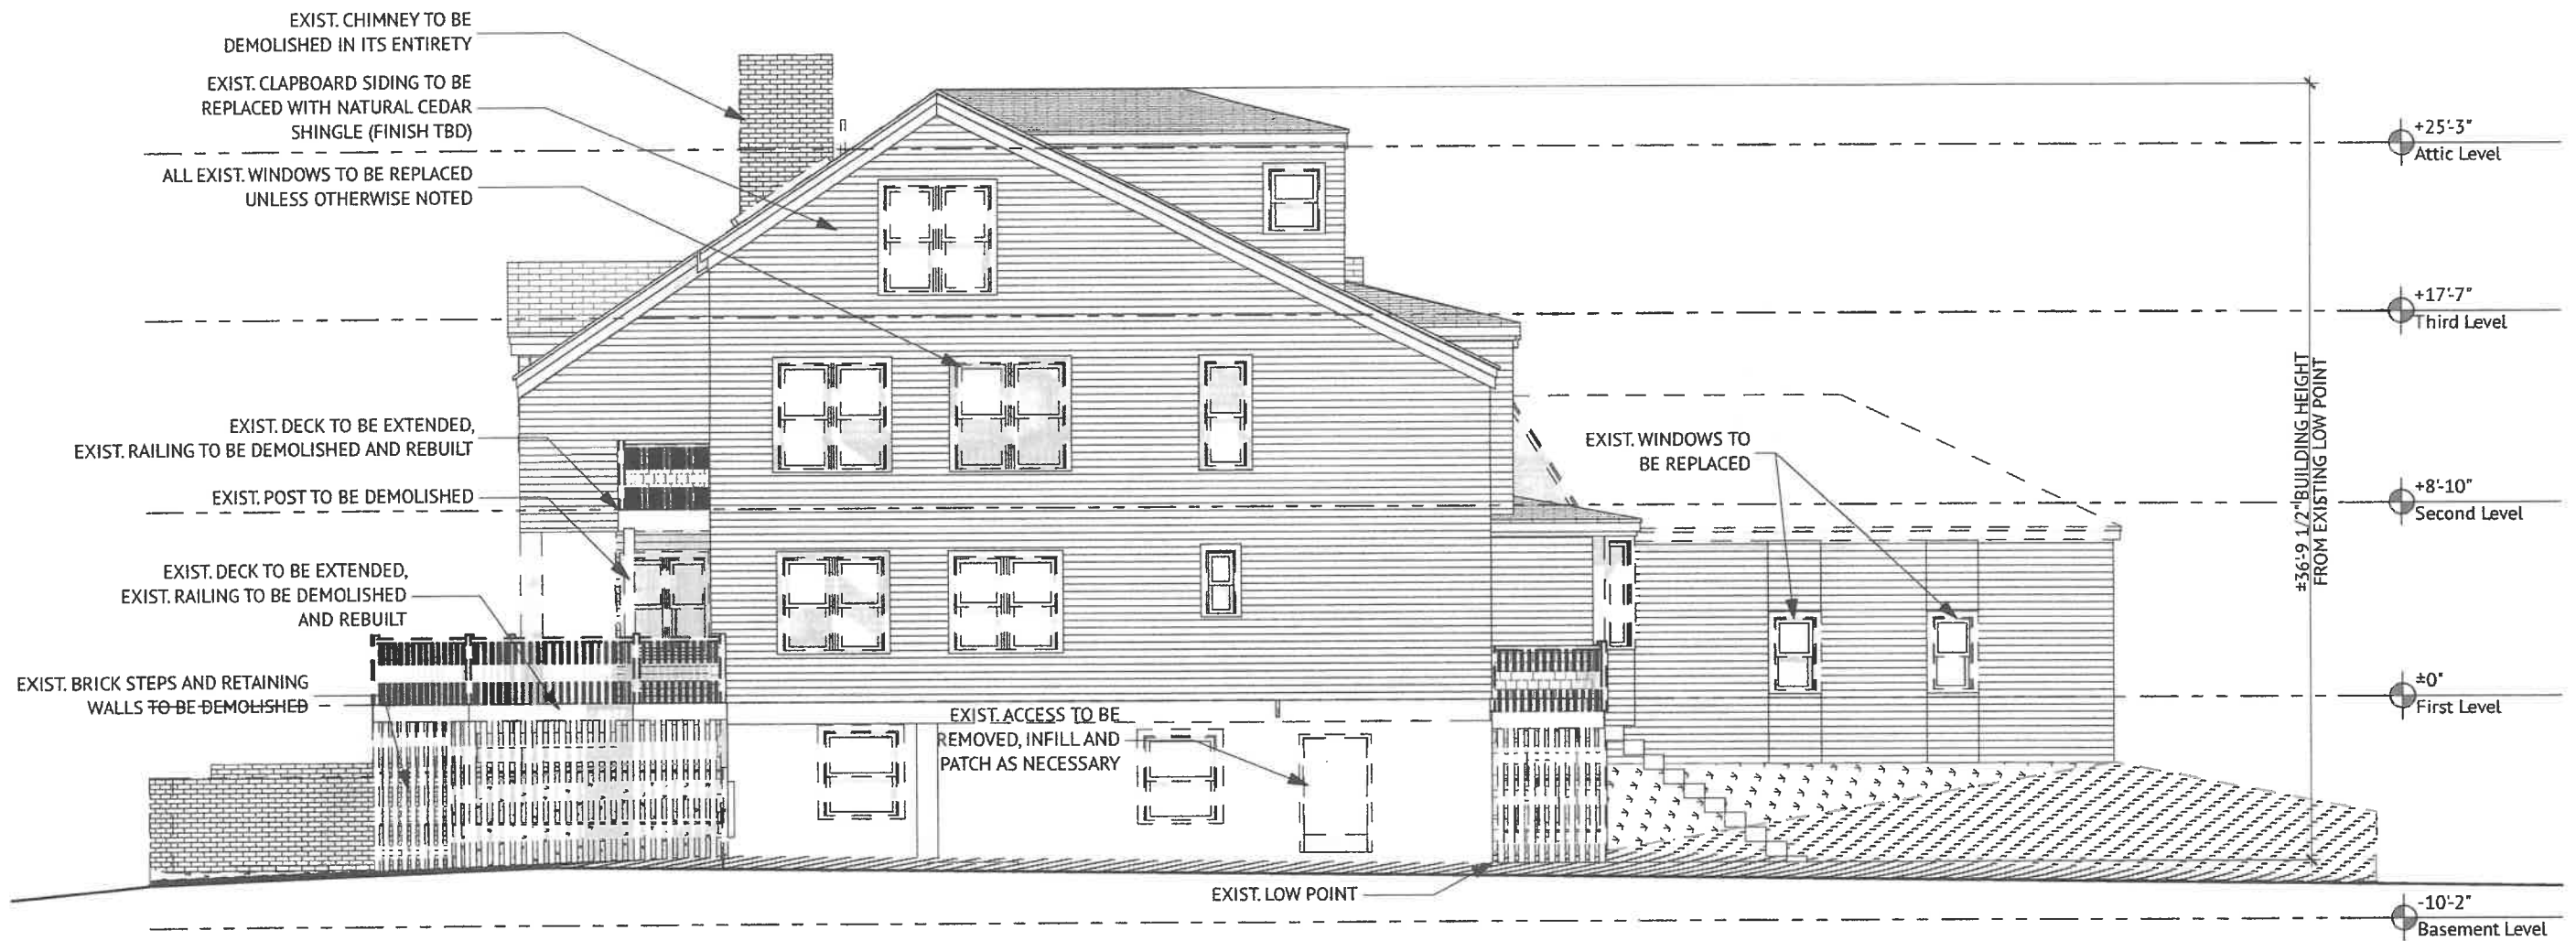 EXIST. CHIMNEY TO BE
DEMOLISHED IN ITS ENTIRETY
EXIST. CLAPBOARD SIDING TO BE
REPLACED WITH NATURAL CEDAR
SHINGLE (FINISH TBD)
ALL EXIST. WINDOWS TO BE REPLACED
UNLESS OTHERWISE NOTED
EXIST. DECK TO BE EXTENDED,
EXIST. RAILING TO BE DEMOLISHED AND REBUILT
EXIST. POST TO BE DEMOLISHED
EXIST. DECK TO BE EXTENDED,
EXIST. RAILING TO BE DEMOLISHED
AND REBUILT
EXIST. BRICK STEPS AND RETAINING
WALLS TO BE DEMOLISHED
EXIST. ACCESS TO BE
REMOVED, INFILL AND
PATCH AS NECESSARY
EXIST. LOW POINT
EXIST. WINDOWS TO
BE REPLACED
±36'-9 1/2" BUILDING HEIGHT
FROM EXISTING LOW POINT
+25'-3"
Attic Level
+17'-7"
Third Level
+8'-10"
Second Level
±0"
First Level
-10'-2"
Basement Level